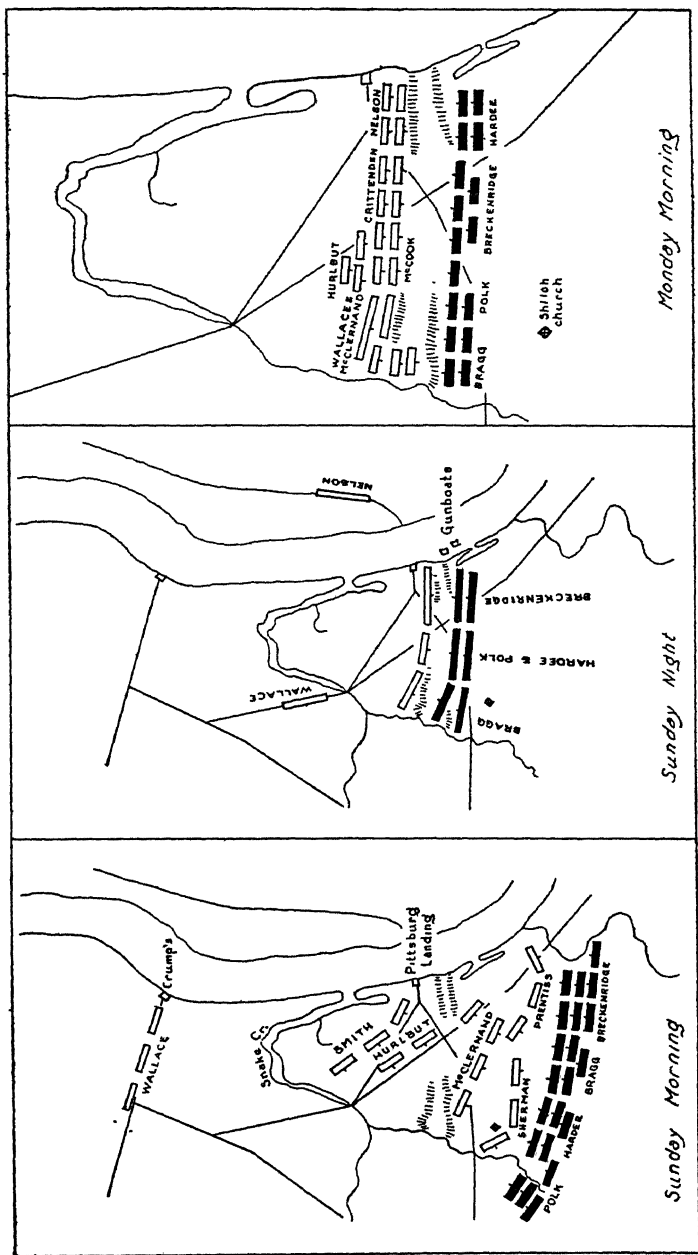 WALLACE
Crump's
Snake Cr.
SMITH
HURLBUT
Pittsburg
Landing
McCLERNAND
PRENTISS
SHERMAN
POLK
HARDER
BRAGG
BRECKENRIDGE
Sunday Morning
NELSON
WALLACE
Gunboats
BRAGG
HARDEE & POLK
BRECKENRIDGE
Sunday Night
HURLBUT
WALLACE
McCLERNAND
CRITTENDEN
NELSON
McCOOK
BRAGG
POLK
BRECKENRIDGE
HARDEE
Shiloh
church
Monday Morning